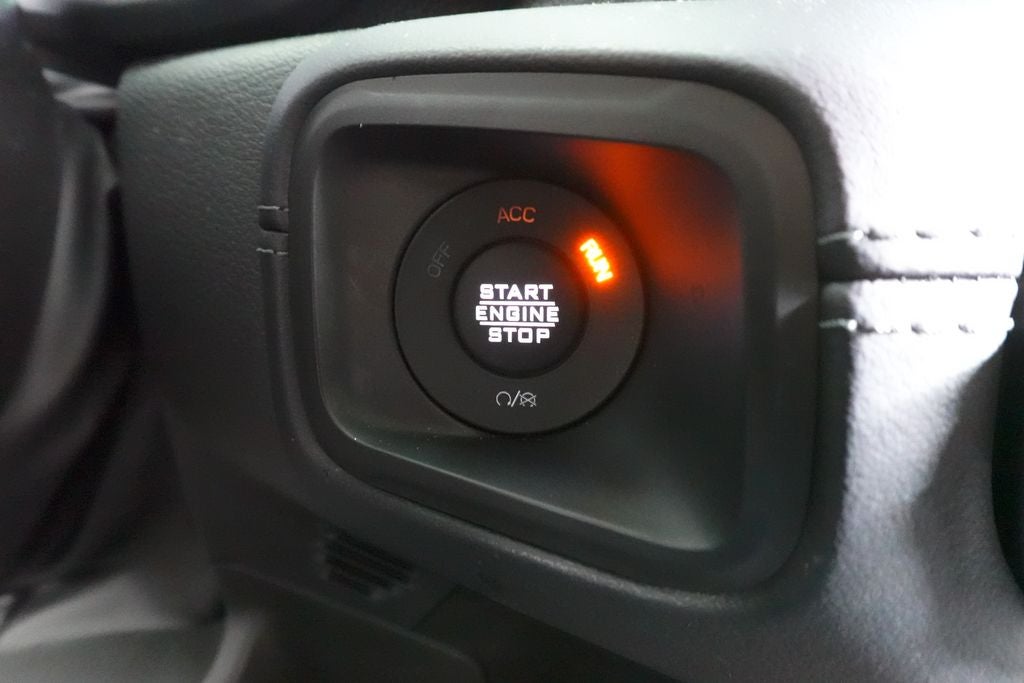 ACC
OFF
RUN
START
ENGINE
STOP